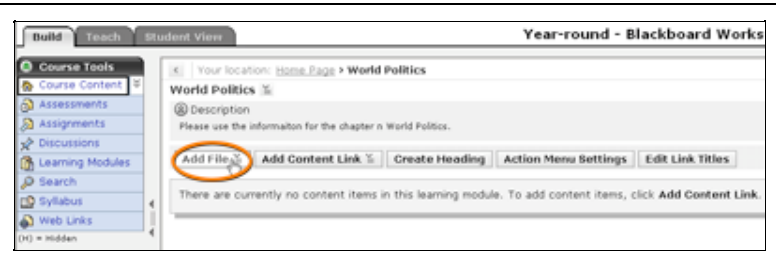 Build Teach Student View Year-round - Blackboard Works
Course Tools
Course Content
Assessments
Assignments
Discussions
Learning Modules
Search
Syllabus
Web Links
(H) = Hidden
Your location: Home Page › World Politics
World Politics
Description
Please use the informaiton for the chapter n World Politics.
Add File Add Content Link Create Heading Action Menu Settings Edit Link Titles
There are currently no content items in this learning module. To add content items, click Add Content Link.